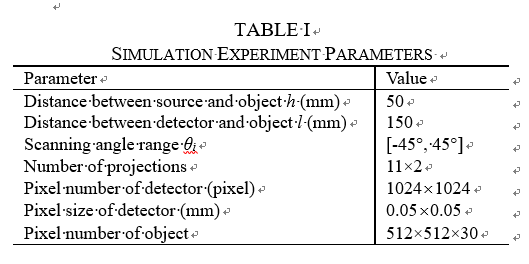 TABLE I
SIMULATION EXPERIMENT PARAMETERS
Parameter Value
Distance between source and object h (mm) 50
Distance between detector and object l (mm) 150
Scanning angle range θi [-45°, 45°]
Number of projections 11×2
Pixel number of detector (pixel) 1024×1024
Pixel size of detector (mm) 0.05×0.05
Pixel number of object 512×512×30